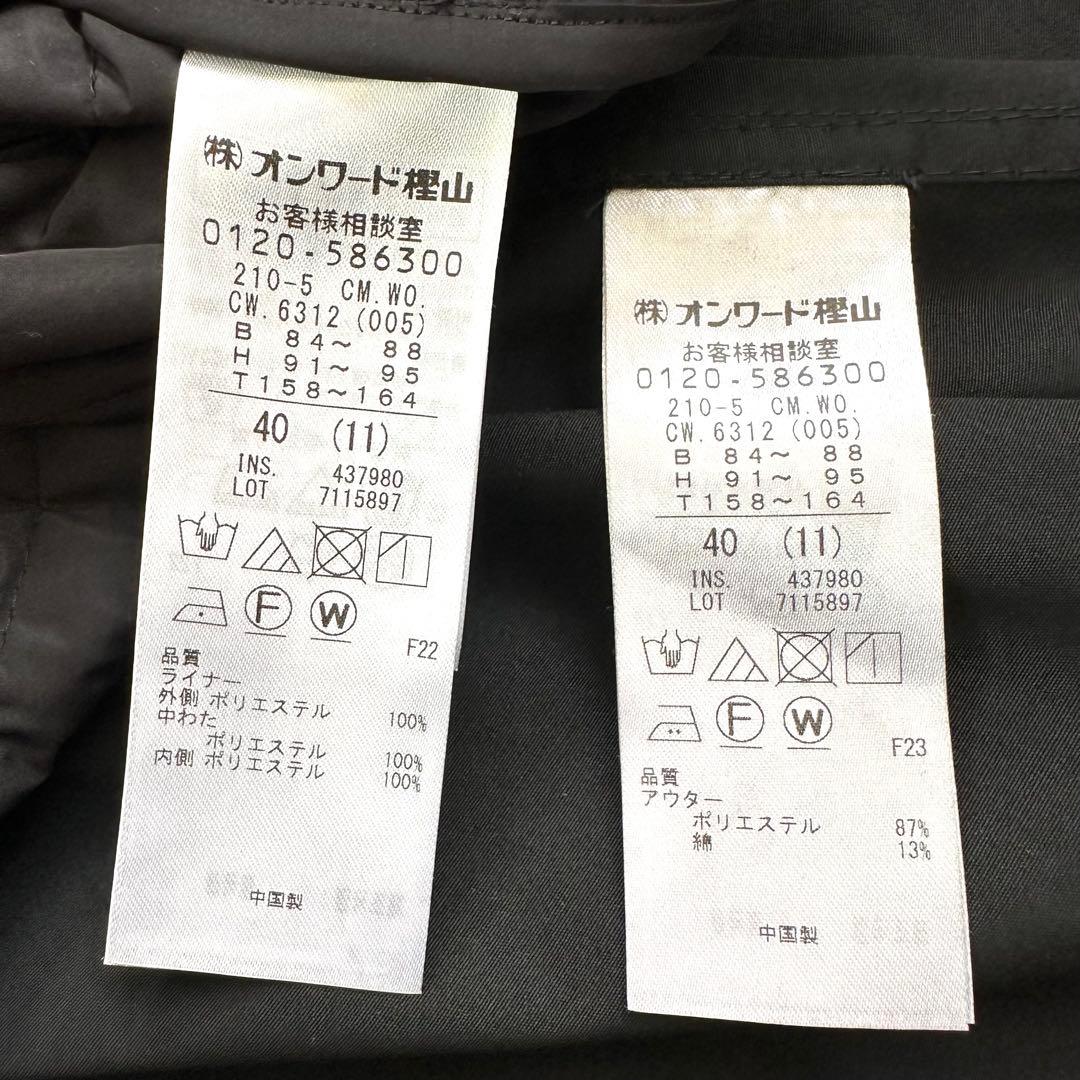 (株)オンワード樫山
お客様相談室
0120-586300
210-5 CM.WO.
CW.6312(005)
B 84〜 88
H 91〜 95
T158〜164
40 (11)
INS. 437980
LOT 7115897
F W
F22
品質
ライナー
外側 ポリエステル 100%
中わた
ポリエステル 100%
内側 ポリエステル 100%
中国製
(株)オンワード樫山
お客様相談室
0120-586300
210-5 CM.WO.
CW.6312(005)
B 84〜 88
H 91〜 95
T158〜164
40 (11)
INS. 437980
LOT 7115897
F W
F23
品質
アウター
ポリエステル 87%
綿 13%
中国製